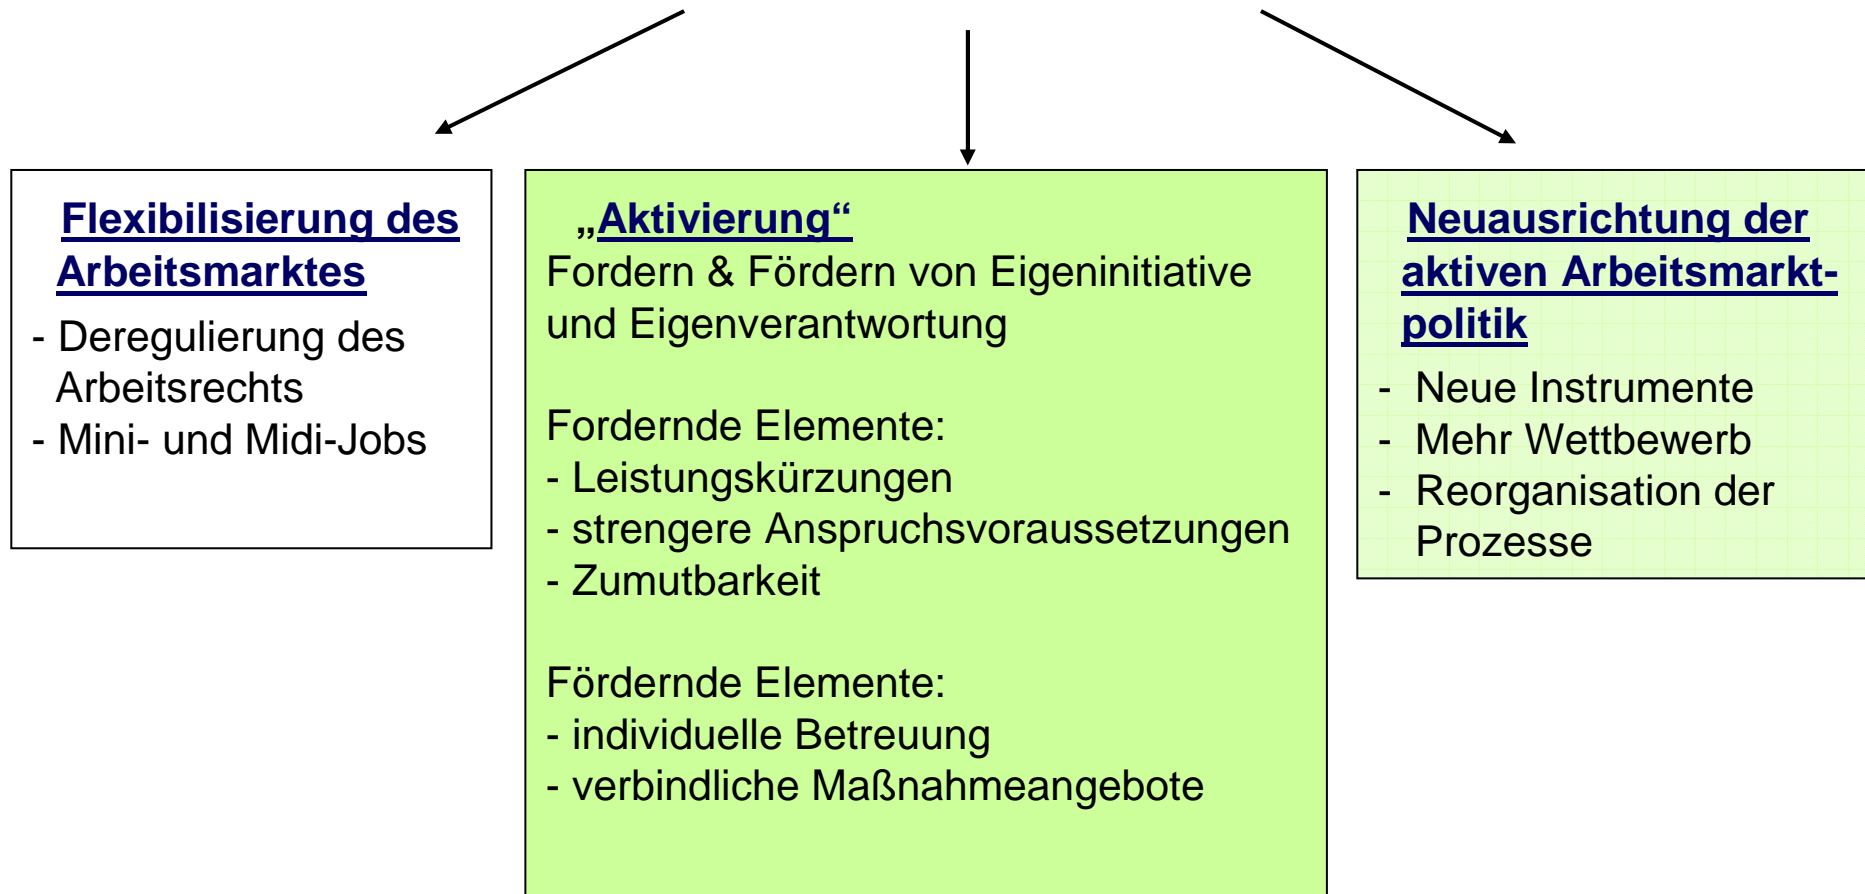 Flexibilisierung des
Arbeitsmarktes
- Deregulierung des
Arbeitsrechts
- Mini- und Midi-Jobs
„Aktivierung“
Fordern & Fördern von Eigeninitiative
und Eigenverantwortung
Fordernde Elemente:
- Leistungskürzungen
- strengere Anspruchsvoraussetzungen
- Zumutbarkeit
Fördernde Elemente:
- individuelle Betreuung
- verbindliche Maßnahmeangebote
Neuausrichtung der
aktiven Arbeitsmarkt-
politik
- Neue Instrumente
- Mehr Wettbewerb
- Reorganisation der
Prozesse